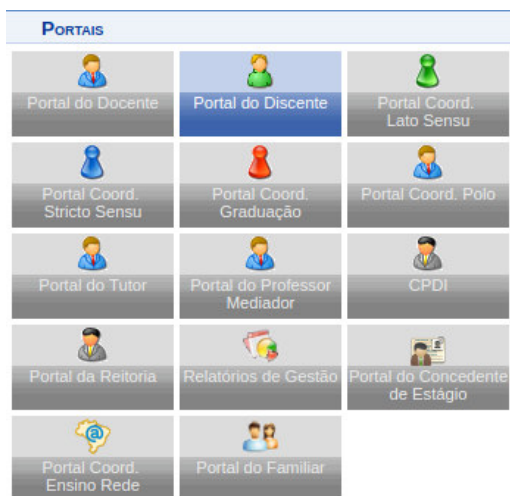 Portais
Portal do Docente
Portal do Discente
Portal Coord.
Lato Sensu
Portal Coord.
Stricto Sensu
Portal Coord.
Graduação
Portal Coord. Polo
Portal do Tutor
Portal do Professor
Mediador
CPDI
Portal da Reitoria
Relatórios de Gestão
Portal do Concedente
de Estágio
Portal Coord.
Ensino Rede
Portal do Familiar